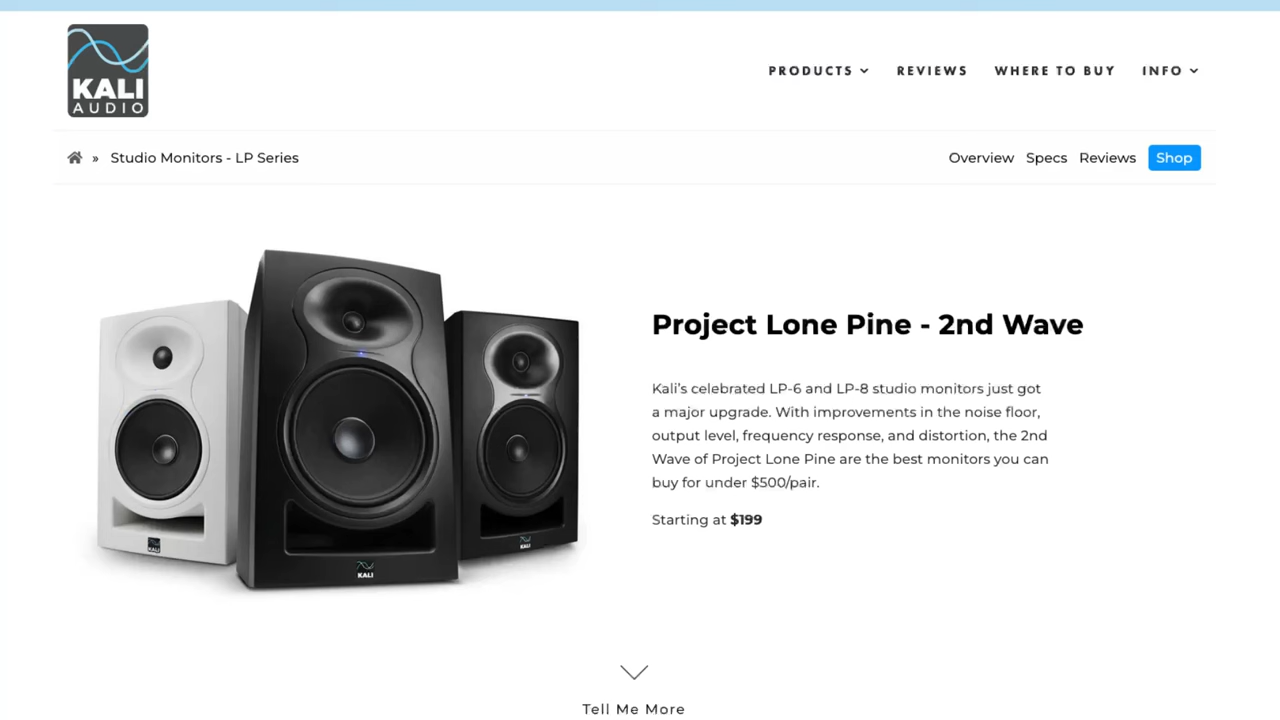 KALI
AUDIO
PRODUCTS
REVIEWS
WHERE TO BUY
INFO
» Studio Monitors - LP Series
Overview
Specs
Reviews
Shop
Project Lone Pine - 2nd Wave
Kali's celebrated LP-6 and LP-8 studio monitors just got
a major upgrade. With improvements in the noise floor,
output level, frequency response, and distortion, the 2nd
Wave of Project Lone Pine are the best monitors you can
buy for under $500/pair.
Starting at $199
KALI
KALI
KALI
Tell Me More